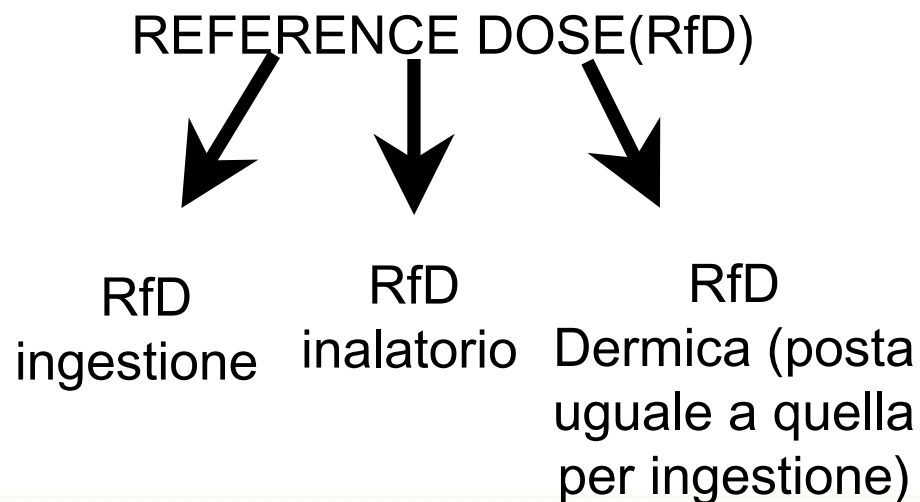 REFERENCE DOSE(RfD)
RfD
ingestione
RfD
inalatorio
RfD
Dermica (posta
uguale a quella
per ingestione)